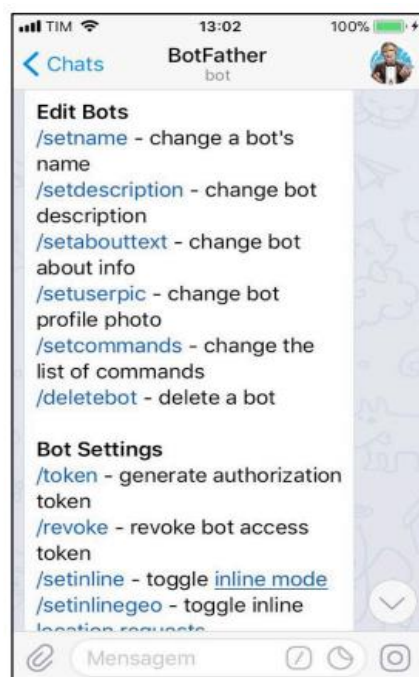 TIM 13:02 100%
Chats BotFather
bot
Edit Bots
/setname - change a bot's
name
/setdescription - change bot
description
/setabouttext - change bot
about info
/setuserpic - change bot
profile photo
/setcommands - change the
list of commands
/deletebot - delete a bot
Bot Settings
/token - generate authorization
token
/revoke - revoke bot access
token
/setinline - toggle inline mode
/setinlinegeo - toggle inline
location requests
Mensagem